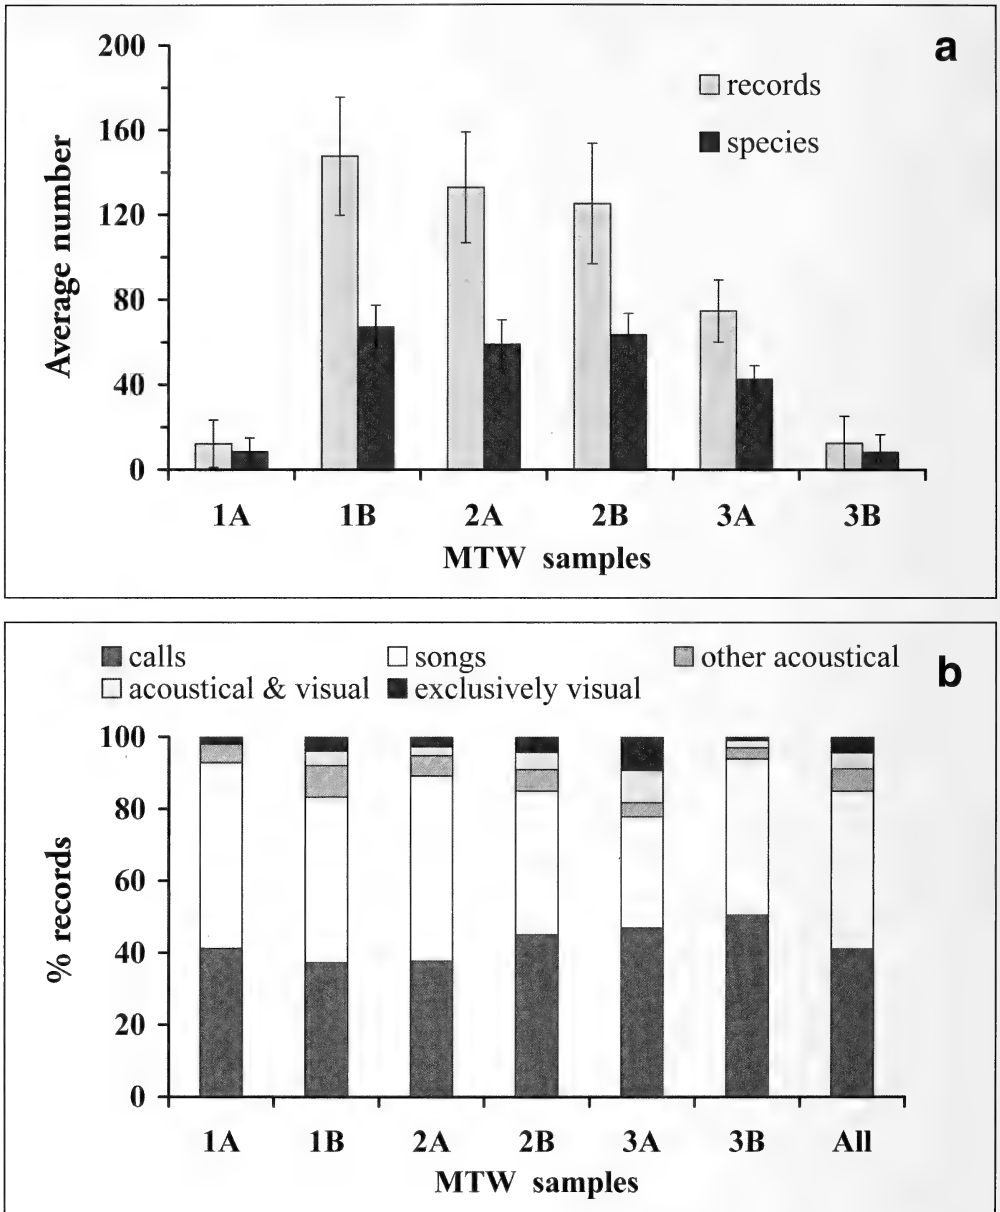 a
200
160
120
80
40
0
Average number
records
species
1A 1B 2A 2B 3A 3B
MTW samples
b
calls songs other acoustical
acoustical & visual exclusively visual
100
80
60
40
20
0
% records
1A 1B 2A 2B 3A 3B All
MTW samples